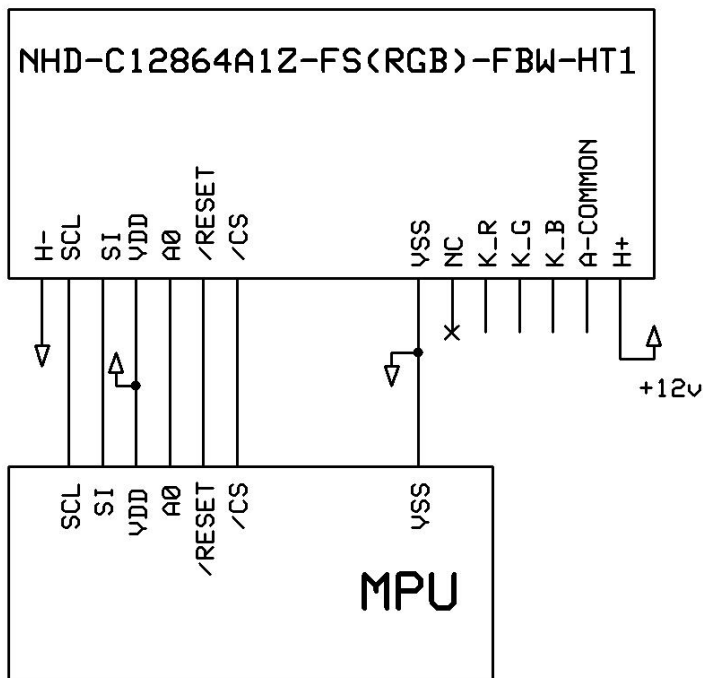 NHD-C12864A1Z-FS(RGB)-FBW-HT1
H-
SCL
SI
VDD
A0
/RESET
/CS
VSS
NC
K_R
K_G
K_B
A-COMMON
H+
+12v
SCL
SI
VDD
A0
/RESET
/CS
VSS
MPU